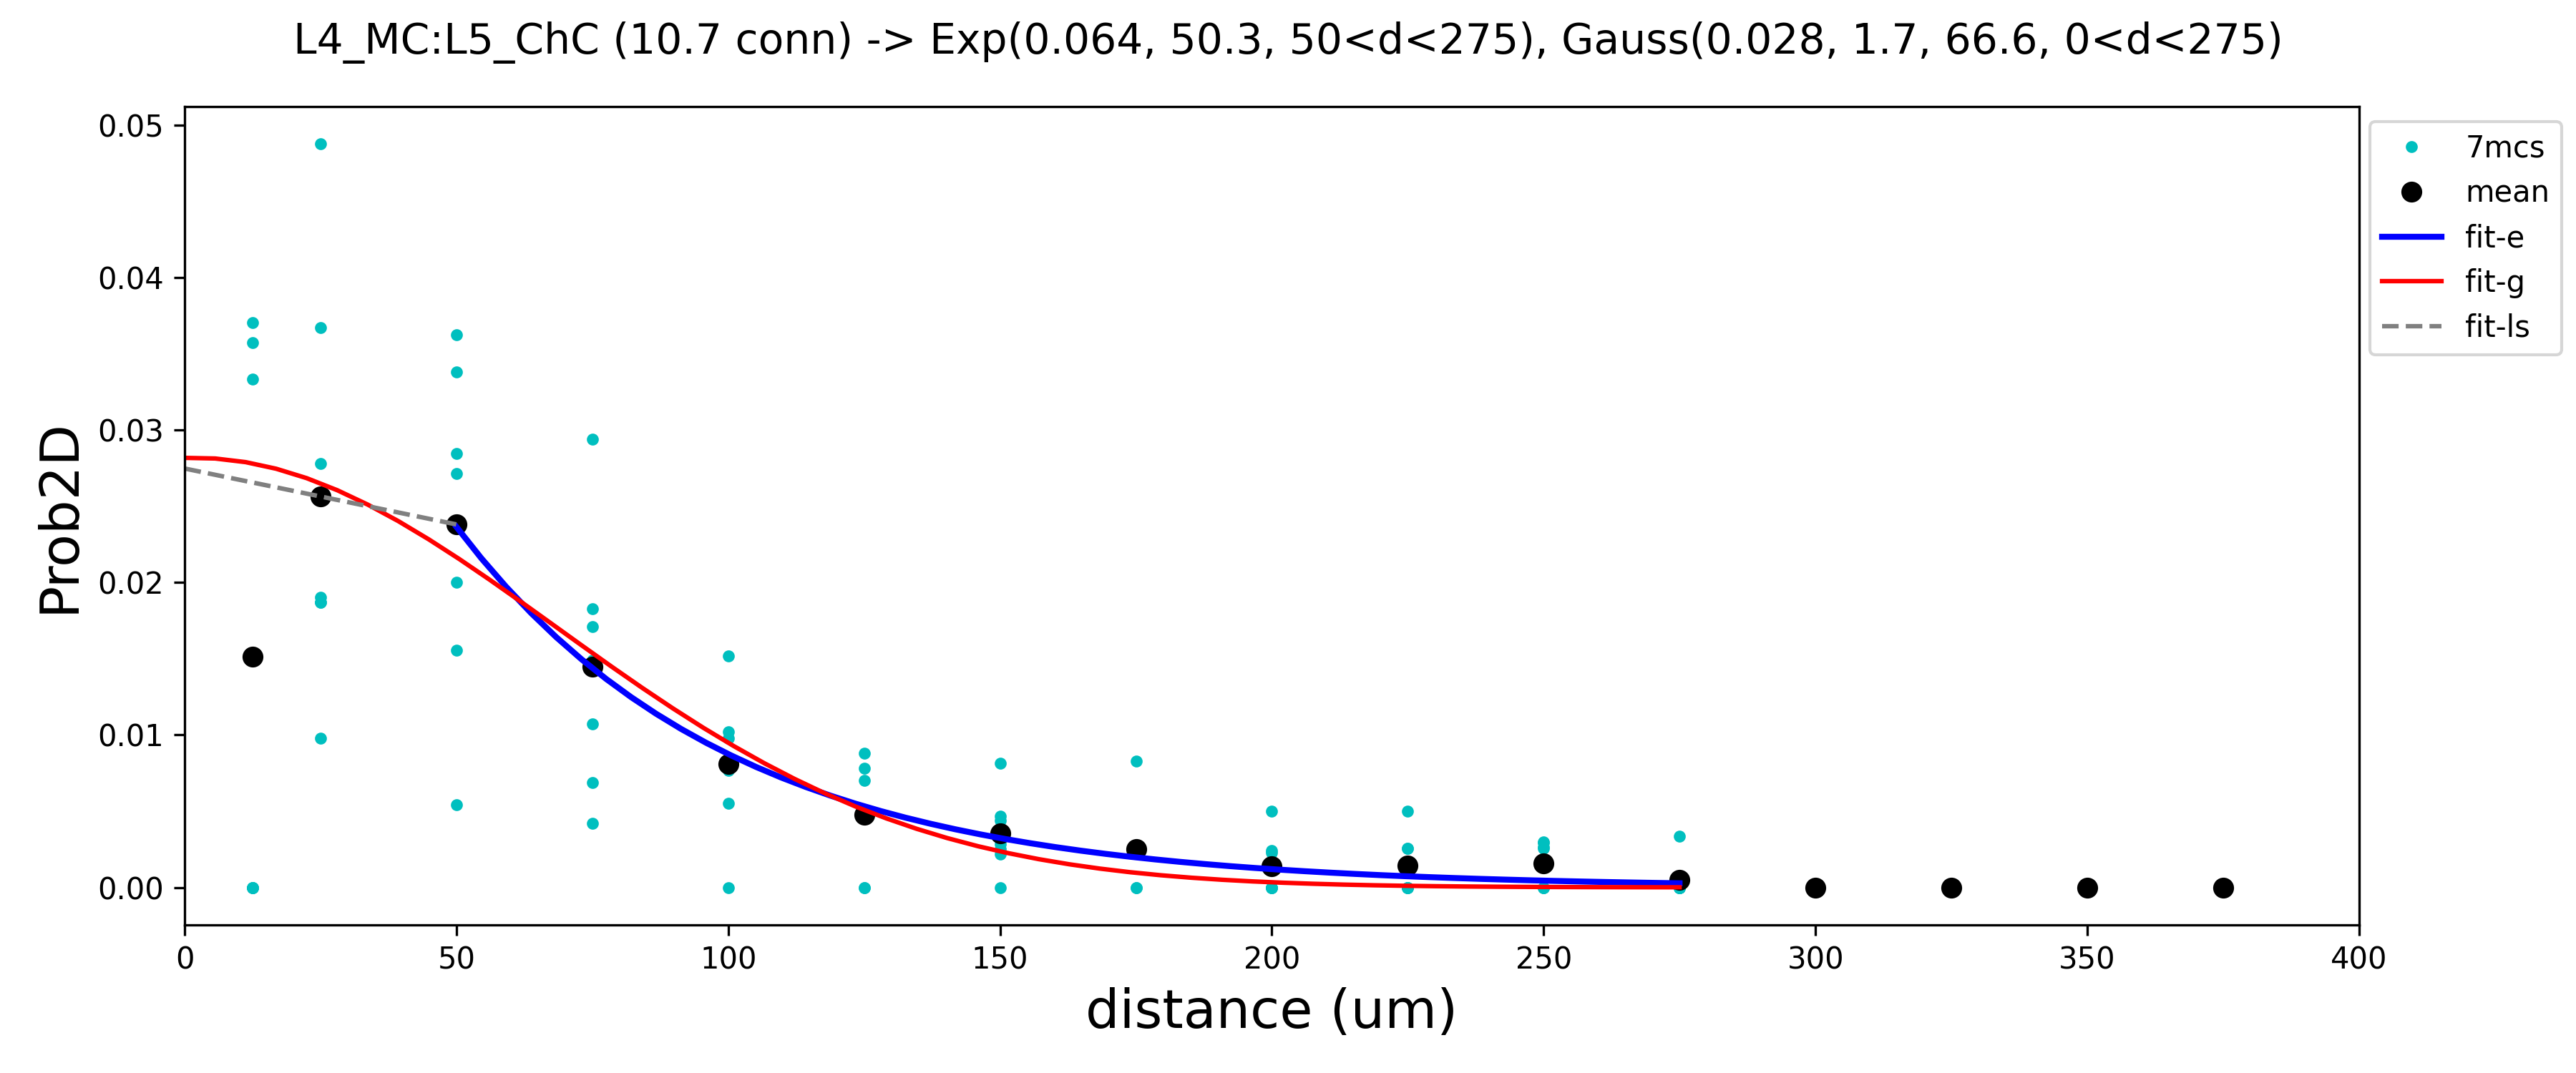 L4_MC:L5_ChC (10.7 conn) -> Exp(0.064, 50.3, 50<d<275), Gauss(0.028, 1.7, 66.6, 0<d<275)
0.05
0.04
0.03
0.02
0.01
0.00
Prob2D
0 50 100 150 200 250 300 350 400
distance (um)
7mcs
mean
fit-e
fit-g
fit-ls